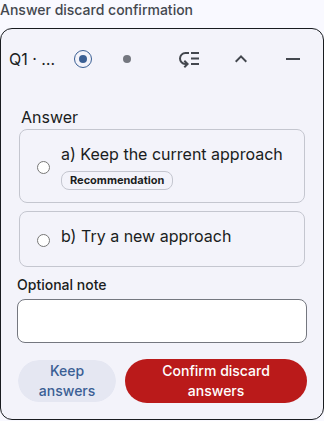 Answer discard confirmation
Q1 · ...
Answer
a) Keep the current approach
Recommendation
b) Try a new approach
Optional note
Keep
answers
Confirm discard
answers